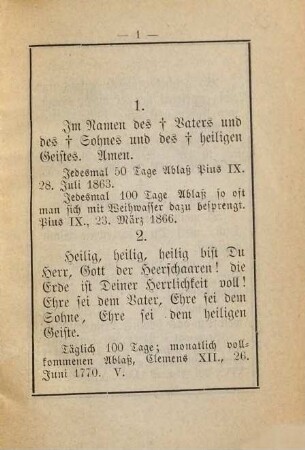 — 1 —
1.
Im Namen des † Vaters und
des † Sohnes und des † heiligen
Geistes. Amen.
Jedesmal 50 Tage Ablaß Pius IX.
28. Juli 1863.
Jedesmal 100 Tage Ablaß so oft
man sich mit Weihwasser dazu besprengt.
Pius IX., 23. März 1866.
2.
Heilig, heilig, heilig bist Du
Herr, Gott der Heerschaaren! die
Erde ist Deiner Herrlichkeit voll!
Ehre sei dem Vater, Ehre sei dem
Sohne, Ehre sei dem heiligen
Geiste.
Täglich 100 Tage; monatlich voll-
kommenen Ablaß, Clemens XII., 26.
Juni 1770. V.